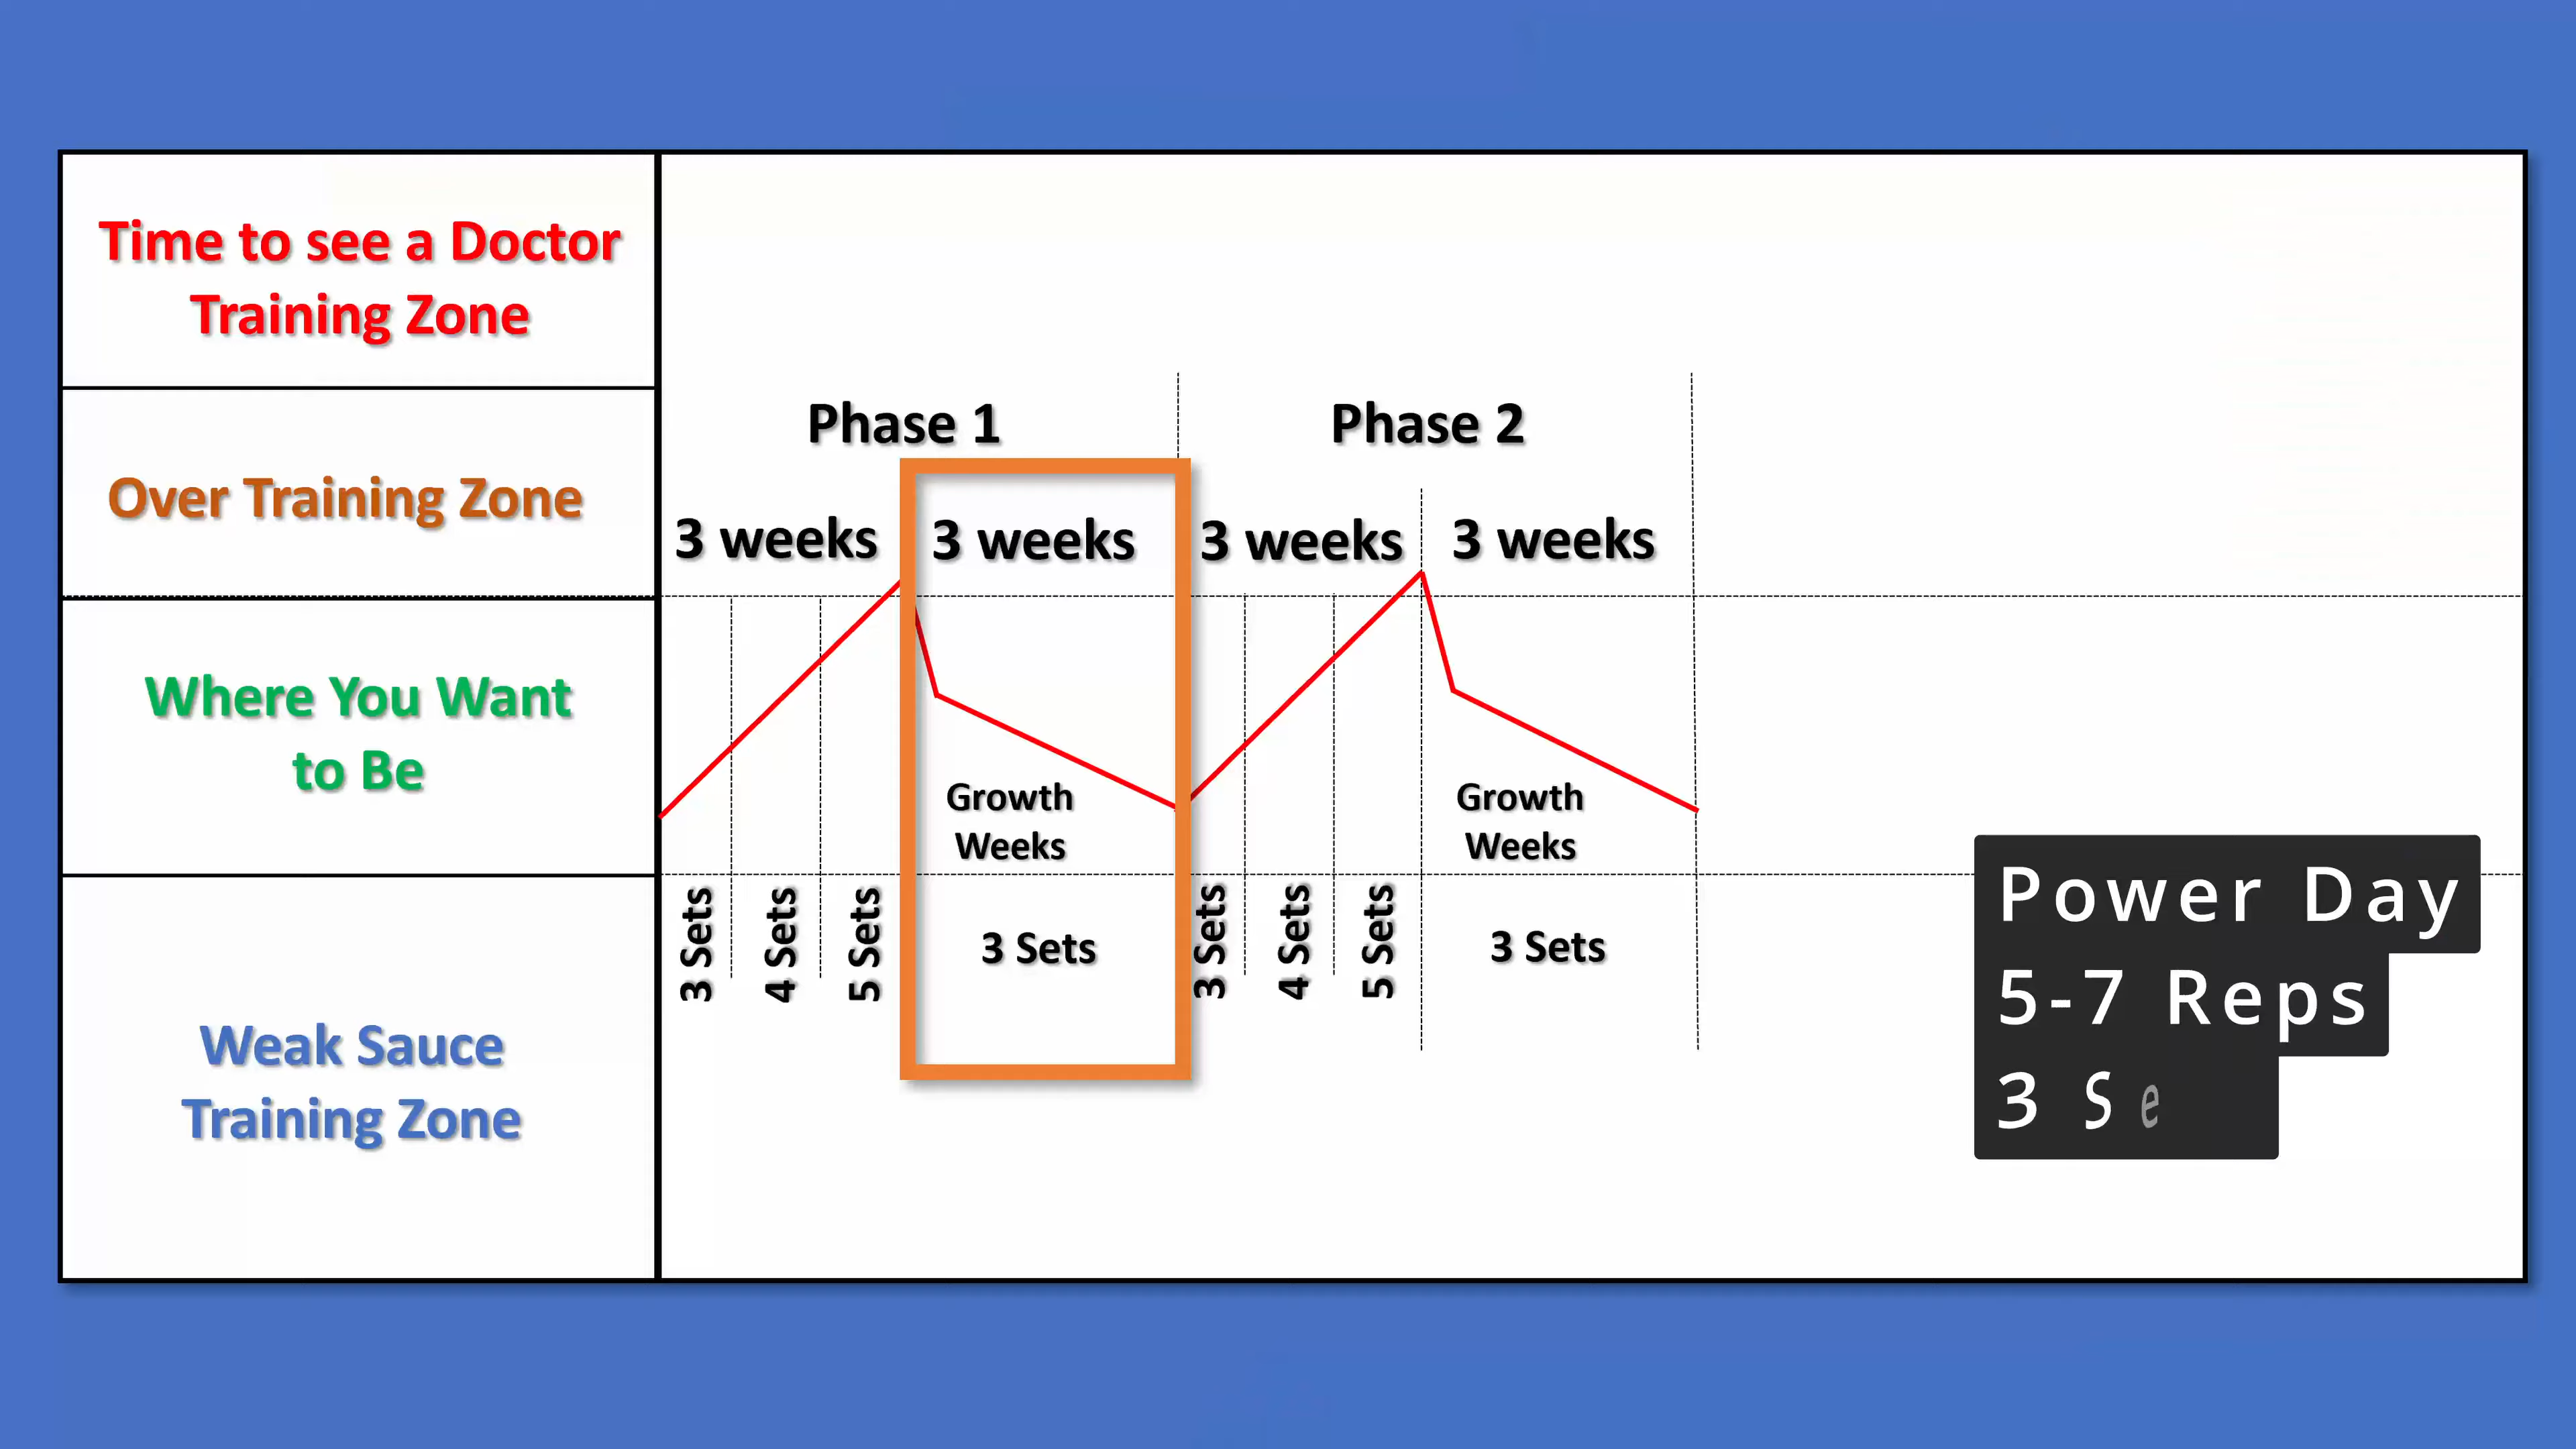 Time to see a Doctor
Training Zone
Over Training Zone
Where You Want
to Be
Weak Sauce
Training Zone
Phase 1
Phase 2
3 weeks
3 weeks
3 weeks
3 weeks
Growth
Weeks
Growth
Weeks
3 Sets
4 Sets
5 Sets
3 Sets
3 Sets
4 Sets
5 Sets
3 Sets
Power Day
5-7 Reps
3 Se